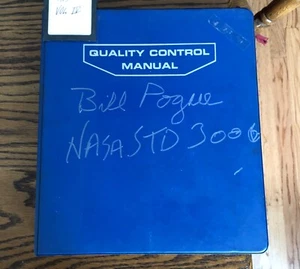 QUALITY CONTROL
MANUAL
Bill Pogue
NASA STD 3000